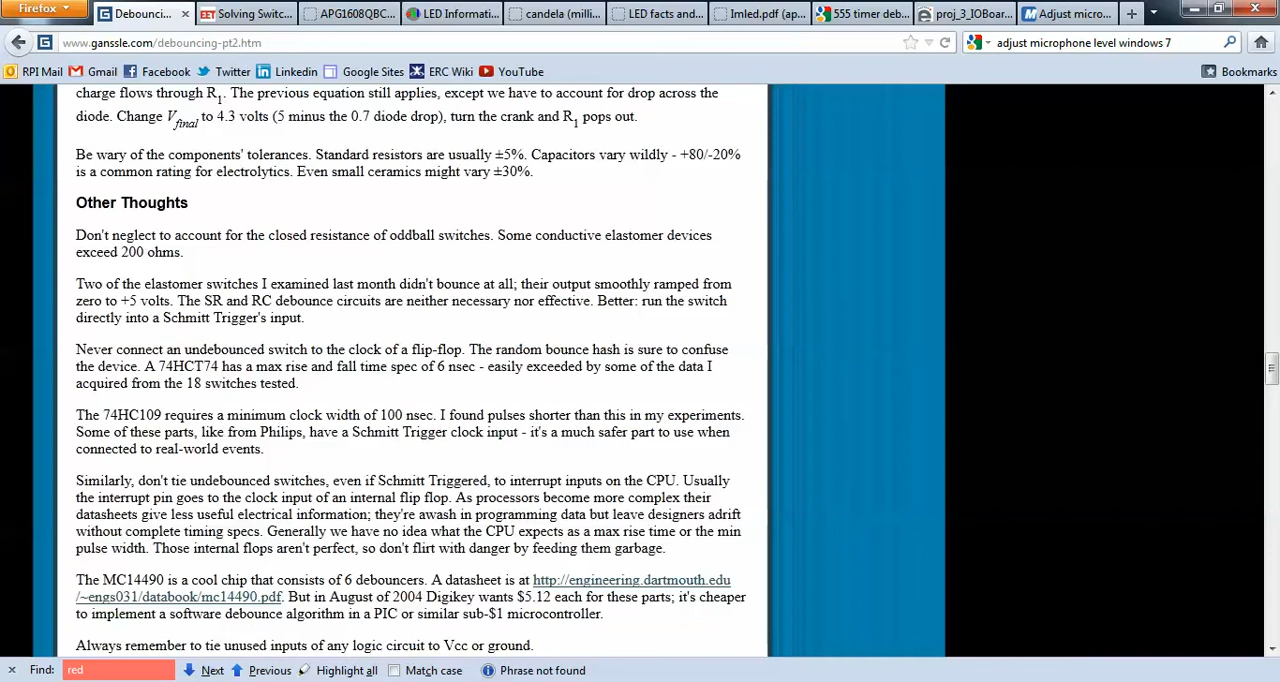 Firefox
Debouncing...
Solving Switc...
APG1608QBC...
LED Informati...
candela (milli...
LED facts and...
lmled.pdf (ap...
555 timer deb...
proj_3_IOBoar...
Adjust micro...
www.ganssle.com/debouncing-pt2.htm
adjust microphone level windows 7
RPI Mail Gmail Facebook Twitter Linkedin Google Sites ERC Wiki YouTube Bookmarks
charge flows through R1. The previous equation still applies, except we have to account for drop across the
diode. Change Vfinal to 4.3 volts (5 minus the 0.7 diode drop), turn the crank and R1 pops out.
Be wary of the components' tolerances. Standard resistors are usually ±5%. Capacitors vary wildly - +80/-20%
is a common rating for electrolytics. Even small ceramics might vary ±30%.
Other Thoughts
Don't neglect to account for the closed resistance of oddball switches. Some conductive elastomer devices
exceed 200 ohms.
Two of the elastomer switches I examined last month didn't bounce at all; their output smoothly ramped from
zero to +5 volts. The SR and RC debounce circuits are neither necessary nor effective. Better: run the switch
directly into a Schmitt Trigger's input.
Never connect an undebounced switch to the clock of a flip-flop. The random bounce hash is sure to confuse
the device. A 74HCT74 has a max rise and fall time spec of 6 nsec - easily exceeded by some of the data I
acquired from the 18 switches tested.
The 74HC109 requires a minimum clock width of 100 nsec. I found pulses shorter than this in my experiments.
Some of these parts, like from Philips, have a Schmitt Trigger clock input - it's a much safer part to use when
connected to real-world events.
Similarly, don't tie undebounced switches, even if Schmitt Triggered, to interrupt inputs on the CPU. Usually
the interrupt pin goes to the clock input of an internal flip flop. As processors become more complex their
datasheets give less useful electrical information; they're awash in programming data but leave designers adrift
without complete timing specs. Generally we have no idea what the CPU expects as a max rise time or the min
pulse width. Those internal flops aren't perfect, so don't flirt with danger by feeding them garbage.
The MC14490 is a cool chip that consists of 6 debouncers. A datasheet is at http://engineering.dartmouth.edu
/~engs031/databook/mc14490.pdf. But in August of 2004 Digikey wants $5.12 each for these parts; it's cheaper
to implement a software debounce algorithm in a PIC or similar sub-$1 microcontroller.
Always remember to tie unused inputs of any logic circuit to Vcc or ground.
Find: red Next Previous Highlight all Match case Phrase not found